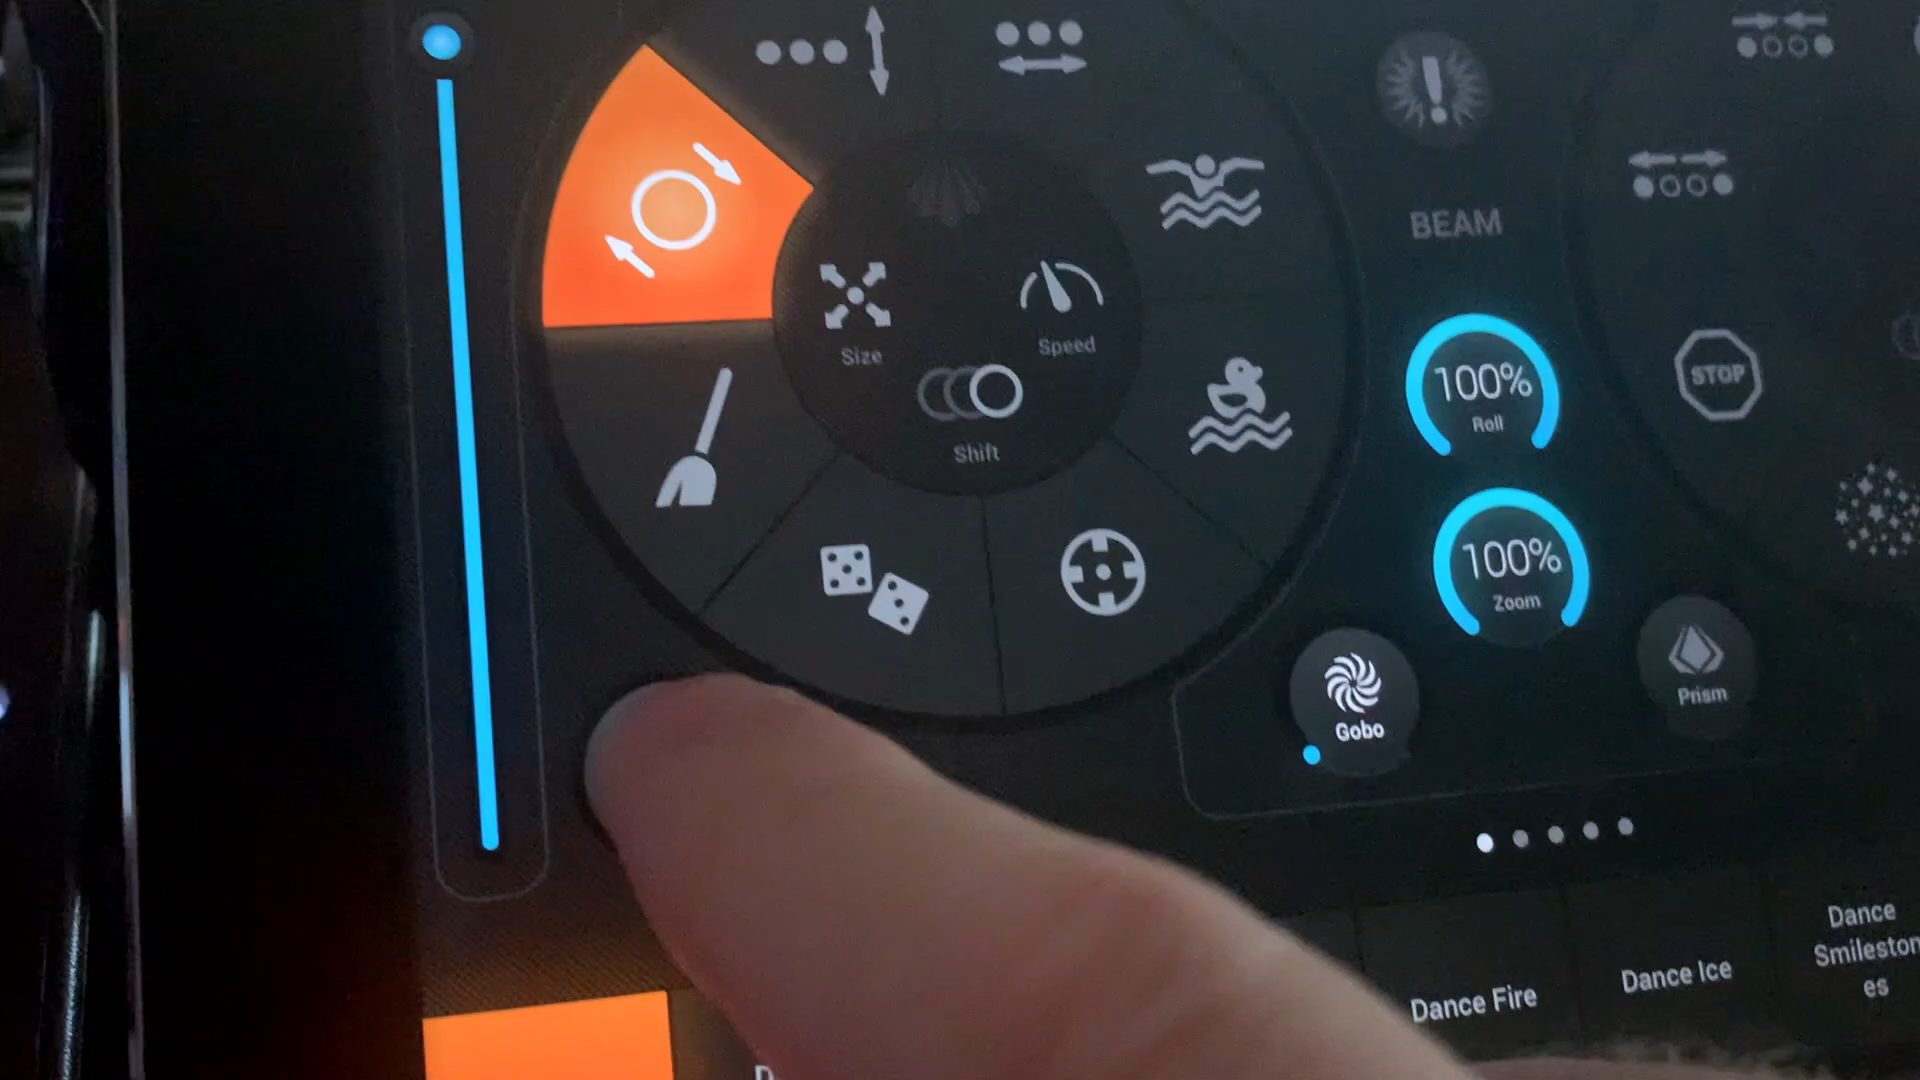 BEAM
Size
Speed
Shift
100%
Roll
STOP
100%
Zoom
Gobo
Prism
Dance Fire
Dance Ice
Dance
Smileston
es